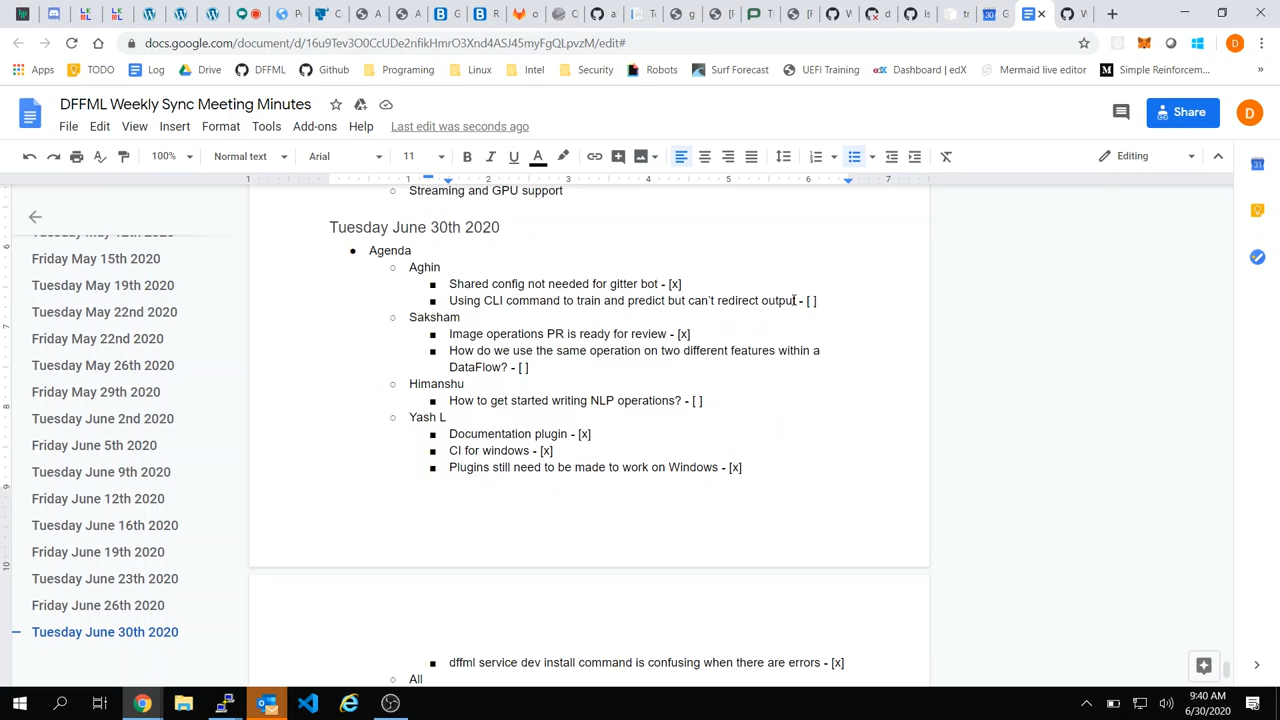 docs.google.com/document/d/16u9Tev3O0CcUDe2nfikHmrO3Xnd4ASJ45myFgQLpvzM/edit#
Apps TODO Log Drive DFFML Github Programing Linux Intel Security Robots Surf Forecast UEFI Training Dashboard | edX Mermaid live editor Simple Reinforcem...
DFFML Weekly Sync Meeting Minutes
File Edit View Insert Format Tools Add-ons Help Last edit was seconds ago
Share
D
100% Normal text Arial 11 Editing
Streaming and GPU support
Tuesday June 30th 2020
Agenda
Aghin
Shared config not needed for gitter bot - [x]
Using CLI command to train and predict but can't redirect output - [ ]
Saksham
Image operations PR is ready for review - [x]
How do we use the same operation on two different features within a
DataFlow? - [ ]
Himanshu
How to get started writing NLP operations? - [ ]
Yash L
Documentation plugin - [x]
CI for windows - [x]
Plugins still need to be made to work on Windows - [x]
dffml service dev install command is confusing when there are errors - [x]
All
Tuesday May 12th 2020
Friday May 15th 2020
Tuesday May 19th 2020
Tuesday May 22nd 2020
Friday May 22nd 2020
Tuesday May 26th 2020
Friday May 29th 2020
Tuesday June 2nd 2020
Friday June 5th 2020
Tuesday June 9th 2020
Friday June 12th 2020
Tuesday June 16th 2020
Friday June 19th 2020
Tuesday June 23th 2020
Friday June 26th 2020
Tuesday June 30th 2020
9:40 AM
6/30/2020